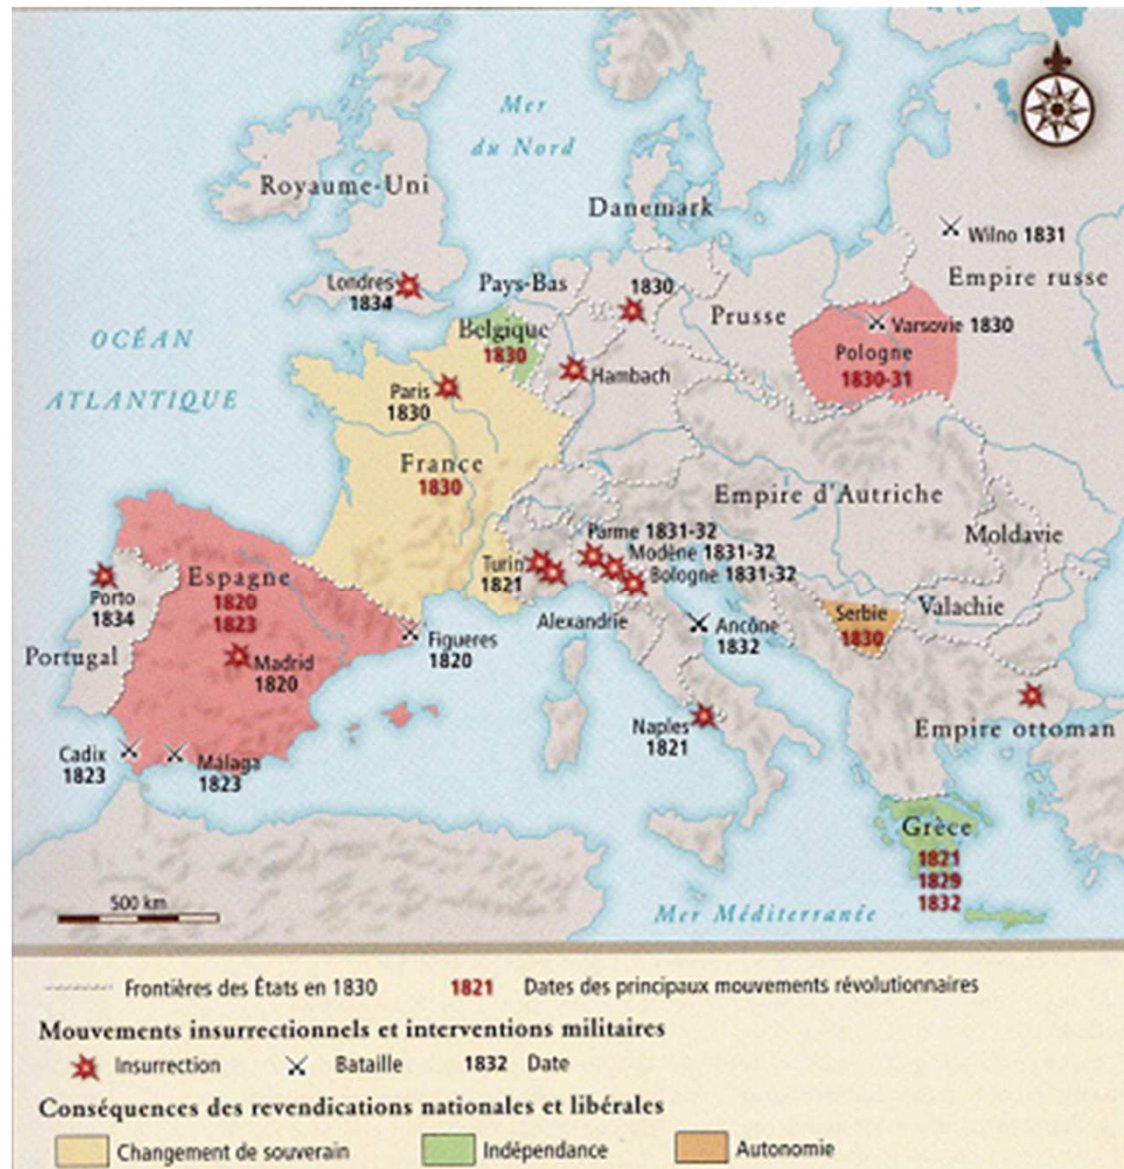 Mer
du Nord
Royaume-Uni
Danemark
Wilno 1831
Empire russe
Londres
1834
Pays-Bas
1830
Prusse
Varsovie 1830
OCÉAN
ATLANTIQUE
Belgique
1830
Pologne
1830-31
Hambach
Paris
1830
France
1830
Empire d'Autriche
Moldavie
Parme 1831-32
Modène 1831-32
Bologne 1831-32
Turin
1821
Alexandrie
Espagne
1820
1823
Porto
1834
Portugal
Madrid
1820
Figueres
1820
Ancône
1832
Serbie
1830
Valachie
Naples
1821
Empire ottoman
Cadix
1823
Málaga
1823
Grèce
1821
1829
1832
500 km
Mer Méditerranée
Frontières des États en 1830
1821 Dates des principaux mouvements révolutionnaires
Mouvements insurrectionnels et interventions militaires
Insurrection
Bataille
1832 Date
Conséquences des revendications nationales et libérales
Changement de souverain
Indépendance
Autonomie